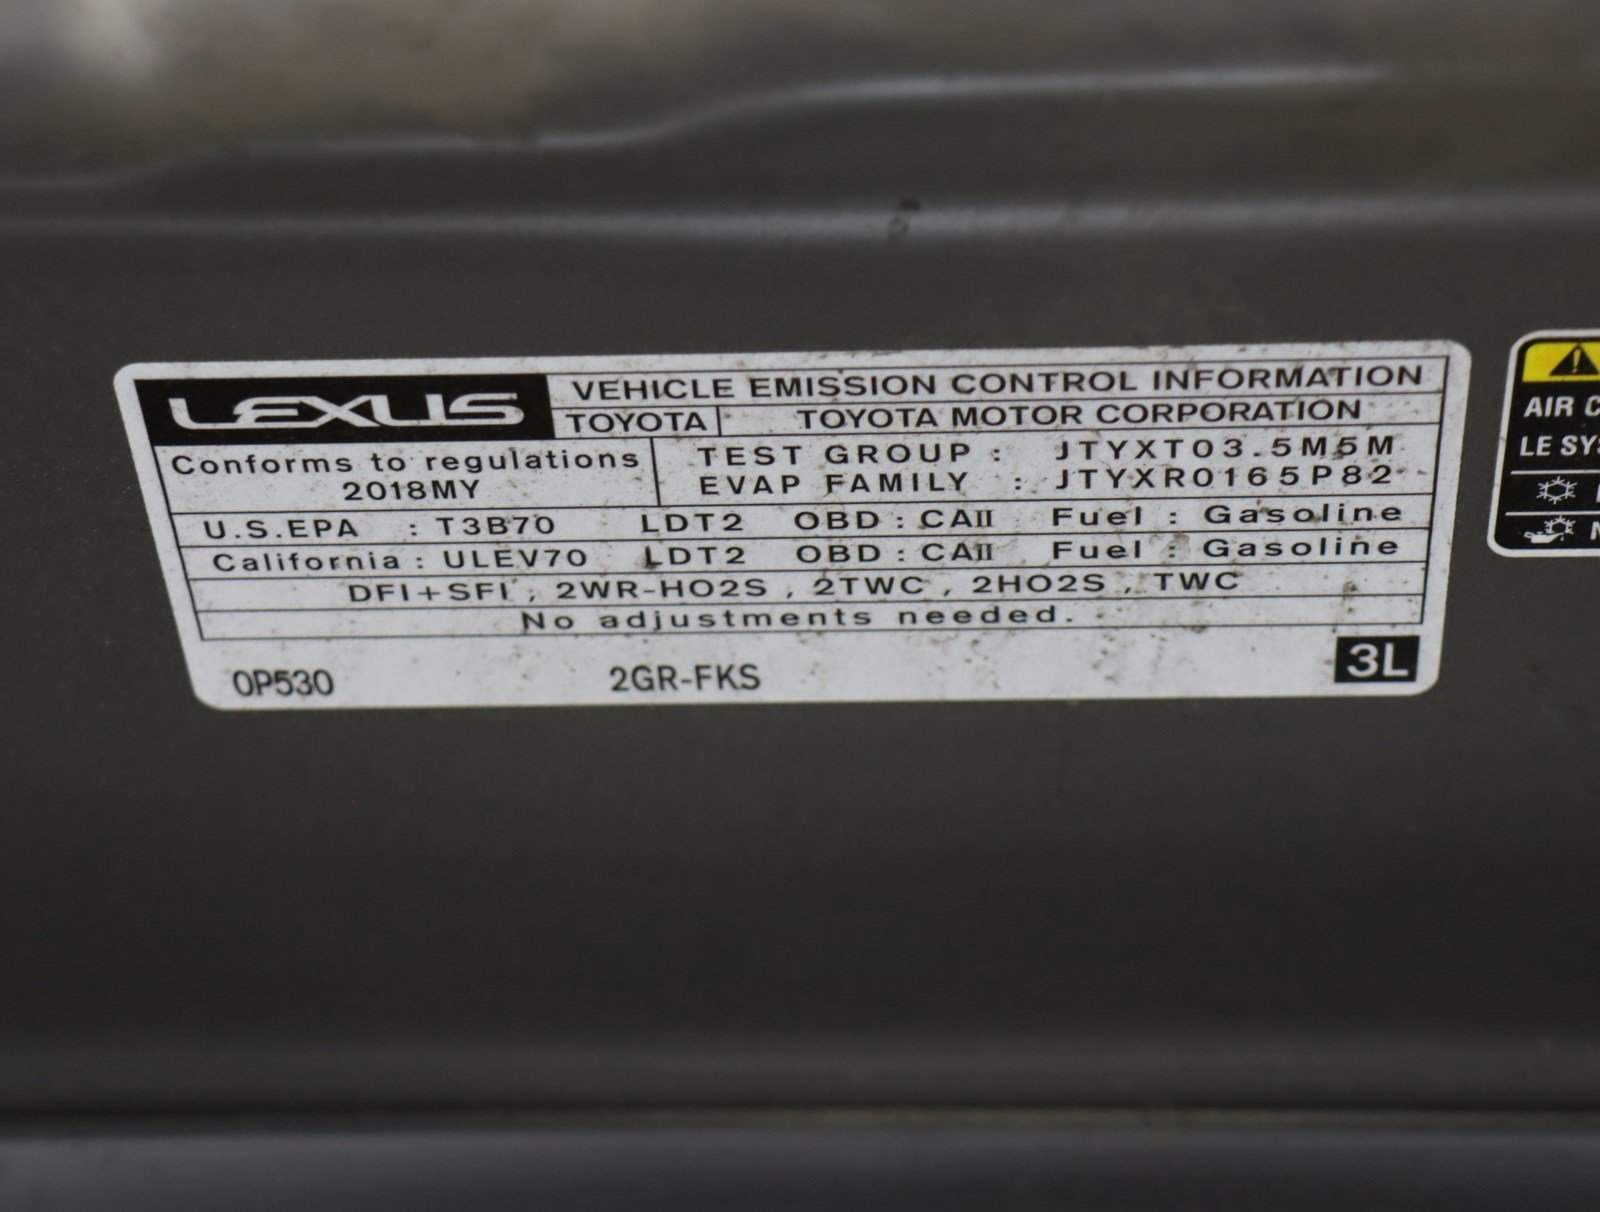 LEXUS
VEHICLE EMISSION CONTROL INFORMATION
TOYOTA
TOYOTA MOTOR CORPORATION
Conforms to regulations
2018MY
TEST GROUP : JTYXT03.5M5M
EVAP FAMILY : JTYXR0165P82
U.S.EPA : T3B70 LDT2 OBD : CAII Fuel : Gasoline
California : ULEV70 LDT2 OBD : CAII Fuel : Gasoline
DFI+SFI , 2WR-HO2S , 2TWC , 2HO2S , TWC
No adjustments needed.
0P530
2GR-FKS
3L
AIR C
LE SYS